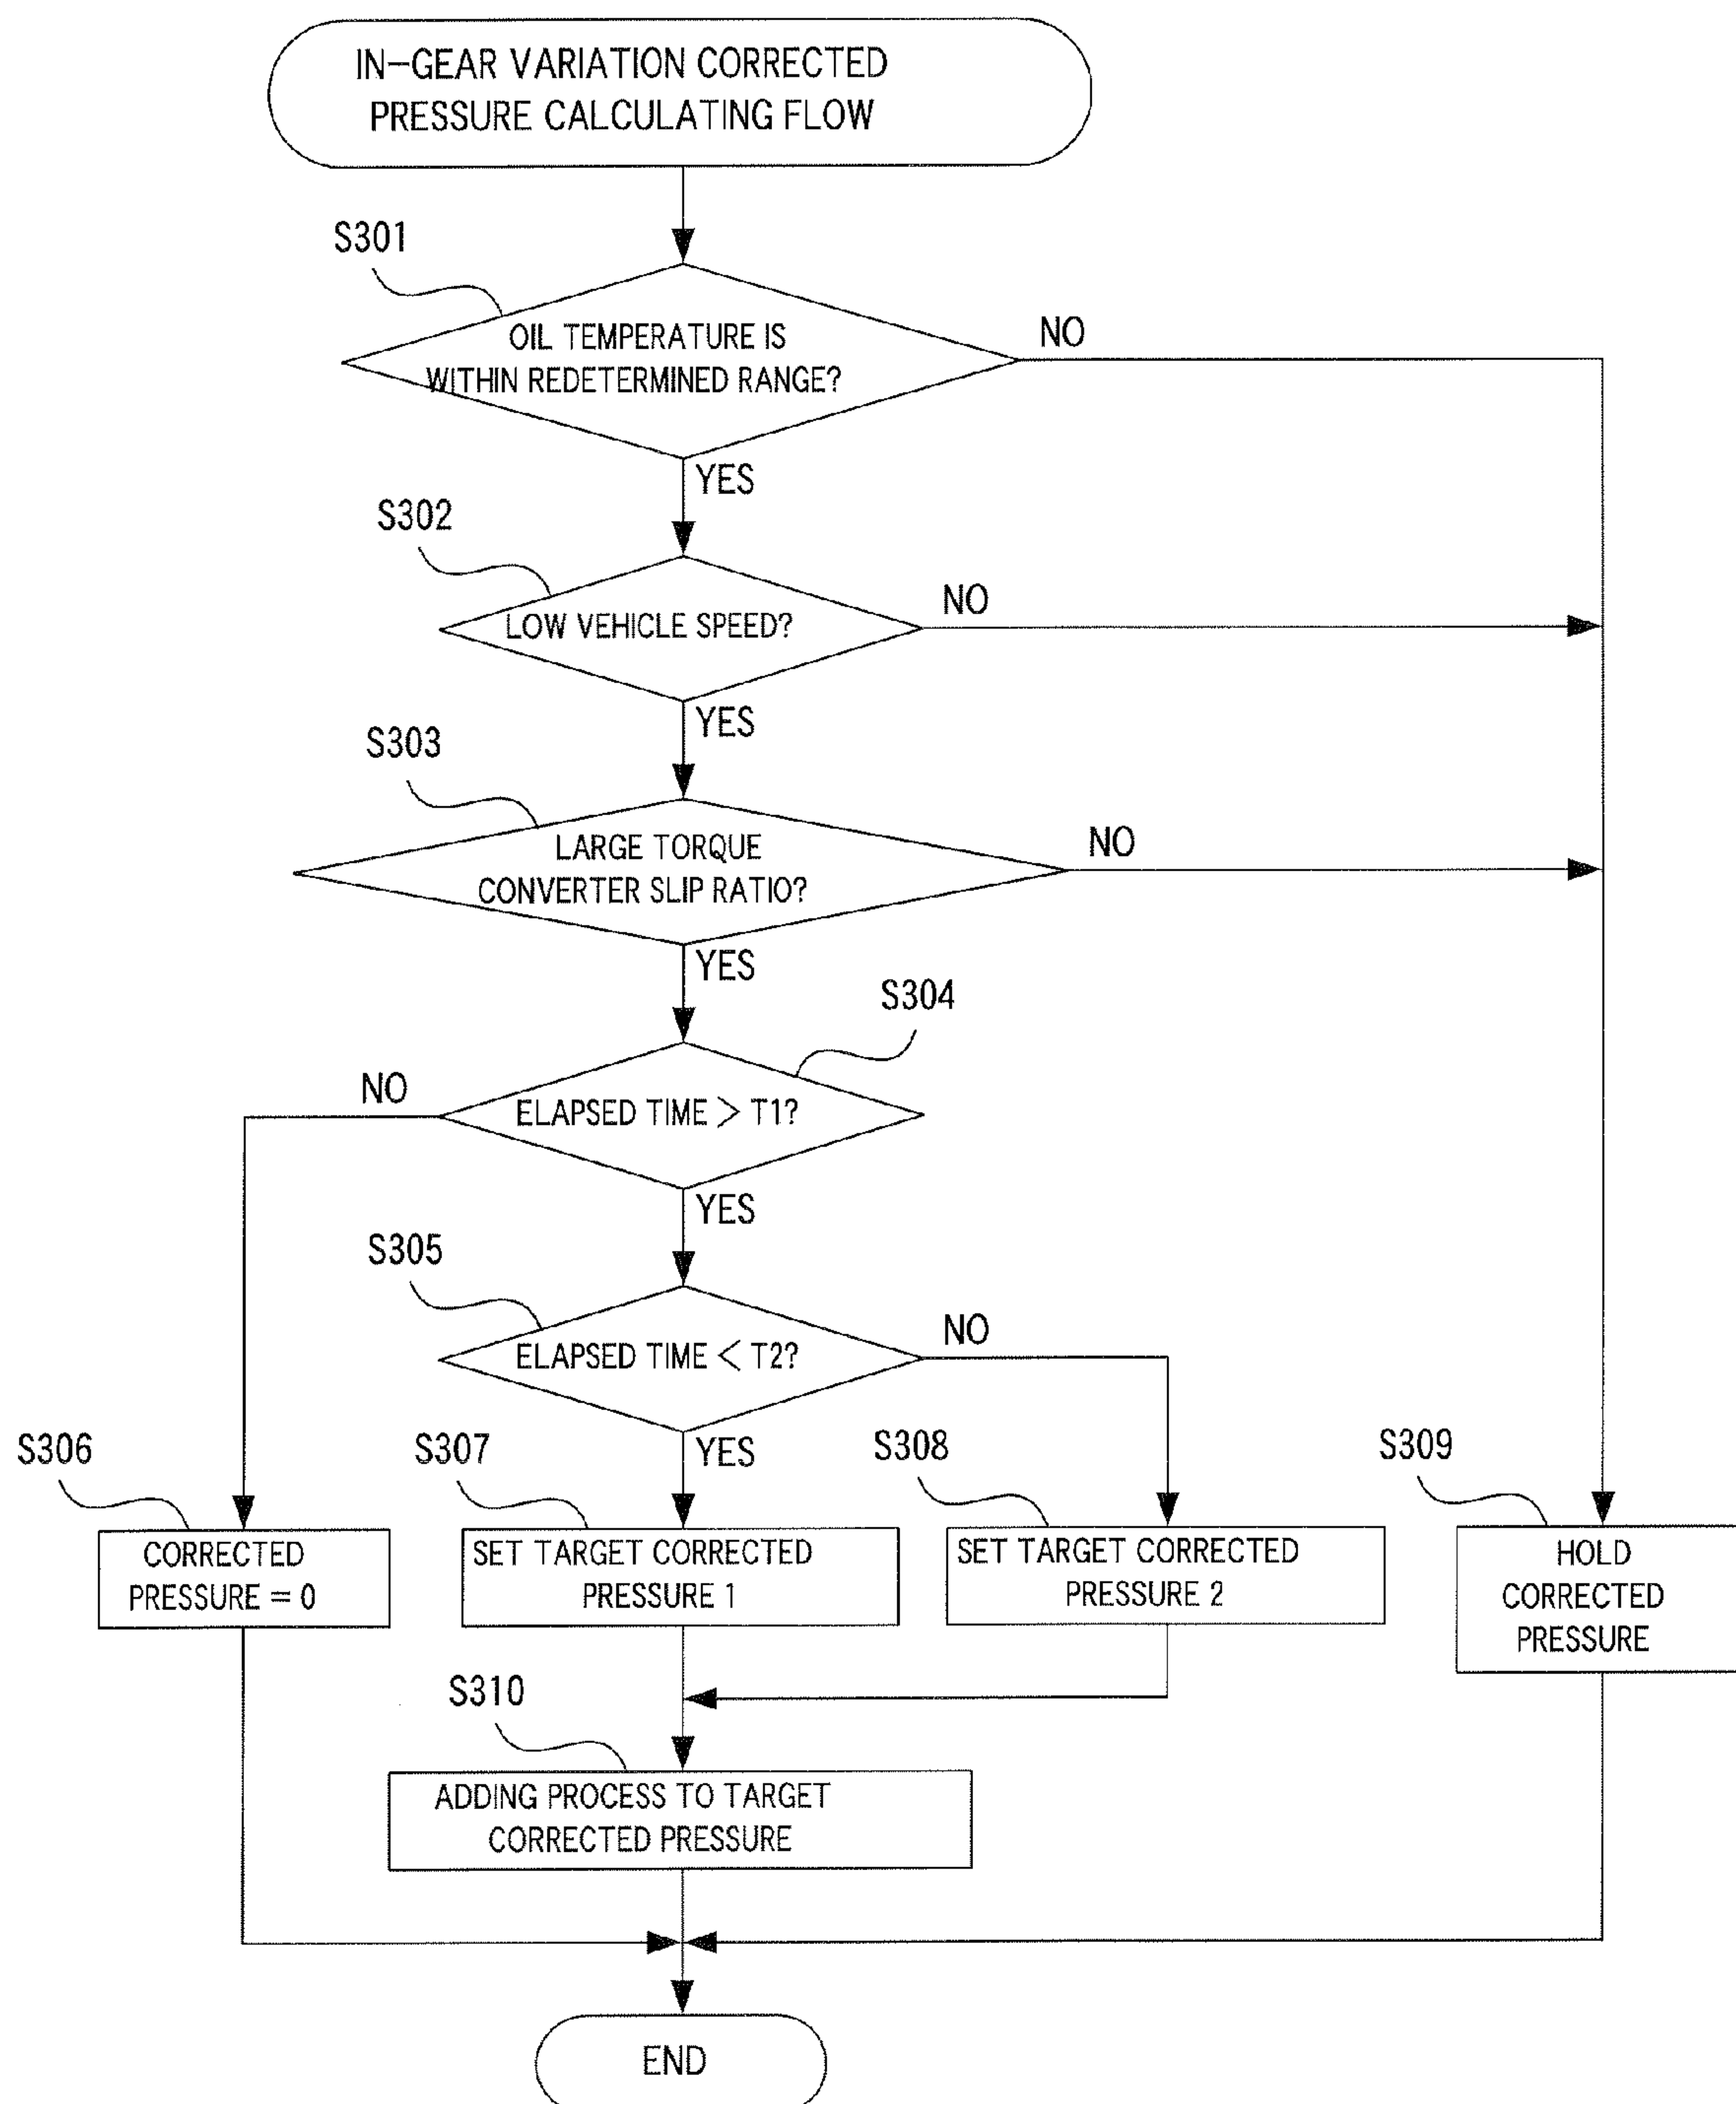 IN-GEAR VARIATION CORRECTED
PRESSURE CALCULATING FLOW
S301
OIL TEMPERATURE IS
WITHIN REDETERMINED RANGE?
NO
YES
S302
LOW VEHICLE SPEED?
NO
YES
S303
LARGE TORQUE
CONVERTER SLIP RATIO?
NO
YES
S304
NO
ELAPSED TIME > T1?
YES
S305
ELAPSED TIME < T2?
NO
YES
S306
CORRECTED
PRESSURE = 0
S307
SET TARGET CORRECTED
PRESSURE 1
S308
SET TARGET CORRECTED
PRESSURE 2
S309
HOLD
CORRECTED
PRESSURE
S310
ADDING PROCESS TO TARGET
CORRECTED PRESSURE
END